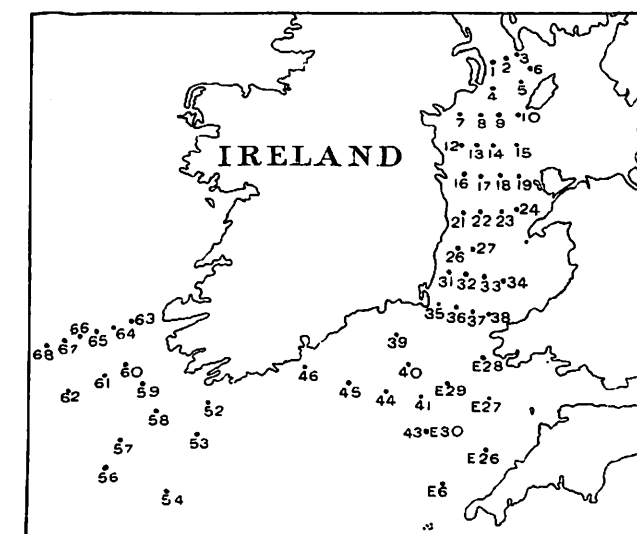 3
1 2 6
4 5
7 8 9 10
12 13 14 15
IRELAND
16 17 18 19
21 22 23 24
26 27
31 32 33 34
35 36 37 38
63
66 65 64
68 67
39
E28
60 46 40
61 59 45 44 E29
62 41 E27
52
58
57 53 43 E30
E26
56
54 E6